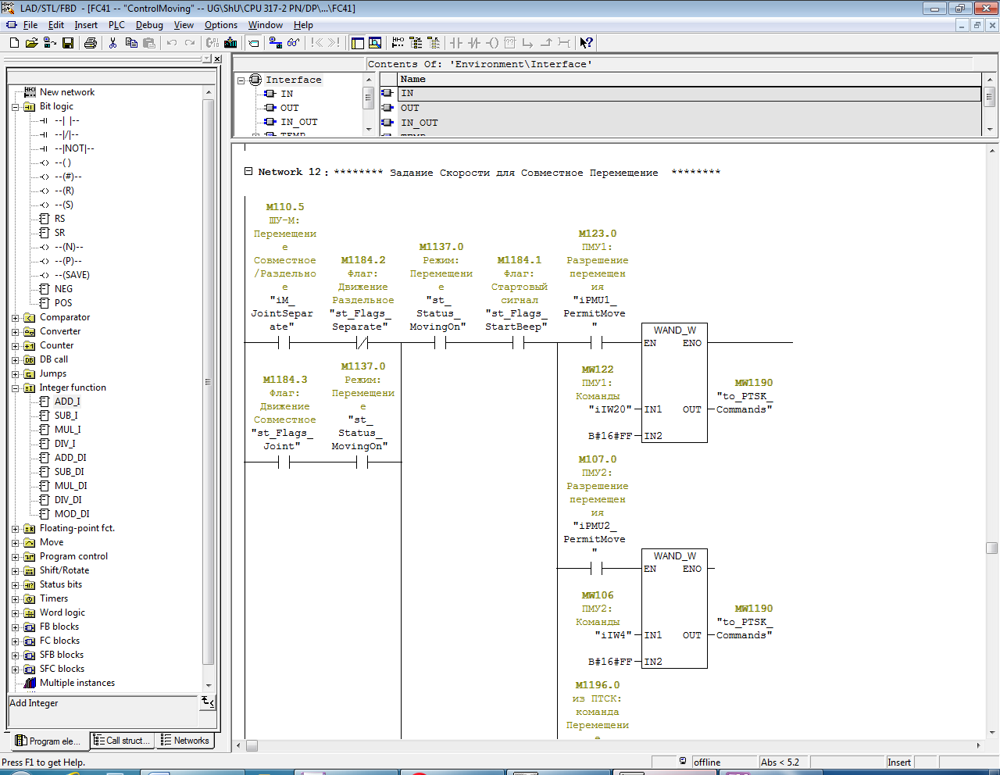 LAD/STL/FBD - [FC41 -- "ControlMoving" -- UG\ShU\CPU 317-2 PN/DP\...\FC41]
File Edit Insert PLC Debug View Options Window Help
Contents Of: 'Environment\Interface'
Interface
IN
OUT
IN_OUT
TEMP
Name
IN
OUT
IN_OUT
TEMP
New network
Bit logic
--| |--
--|/|--
--|NOT|--
--( )
--(#)--
--(R)
--(S)
RS
SR
--(N)--
--(P)--
--(SAVE)
NEG
POS
Comparator
Converter
Counter
DB call
Jumps
Integer function
ADD_I
SUB_I
MUL_I
DIV_I
ADD_DI
SUB_DI
MUL_DI
DIV_DI
MOD_DI
Floating-point fct.
Move
Program control
Shift/Rotate
Status bits
Timers
Word logic
FB blocks
FC blocks
SFB blocks
SFC blocks
Multiple instances
Add Integer
Program ele...
Call struct...
Networks
Network 12 : ******** Задание Скорости для Совместное Перемещение ********
M110.5
ШУ-М:
Перемещени
е
Совместное
/Раздельно
е
"iM_
JointSepar
ate"
M1184.2
Флаг:
Движение
Раздельное
"st_Flags_
Separate"
M1137.0
Режим:
Перемещени
е
"st_
Status_
MovingOn"
M1184.1
Флаг:
Стартовый
сигнал
"st_Flags_
StartBeep"
M123.0
ПМУ1:
Разрешение
перемещен
ия
"iPMU1_
PermitMove
"
WAND_W
EN ENO
MW122
ПМУ1:
Команды
"iIW20" IN1 OUT
MW1190
"to_PTSK_
Commands"
B#16#FF IN2
M1184.3
Флаг:
Движение
Совместное
"st_Flags_
Joint"
M1137.0
Режим:
Перемещени
е
"st_
Status_
MovingOn"
M107.0
ПМУ2:
Разрешение
перемещен
ия
"iPMU2_
PermitMove
"
WAND_W
EN ENO
MW106
ПМУ2:
Команды
"iIW4" IN1 OUT
MW1190
"to_PTSK_
Commands"
B#16#FF IN2
M1196.0
из ПТСК:
команда
Перемещени
е
Press F1 to get Help.
offline
Abs < 5.2
Insert